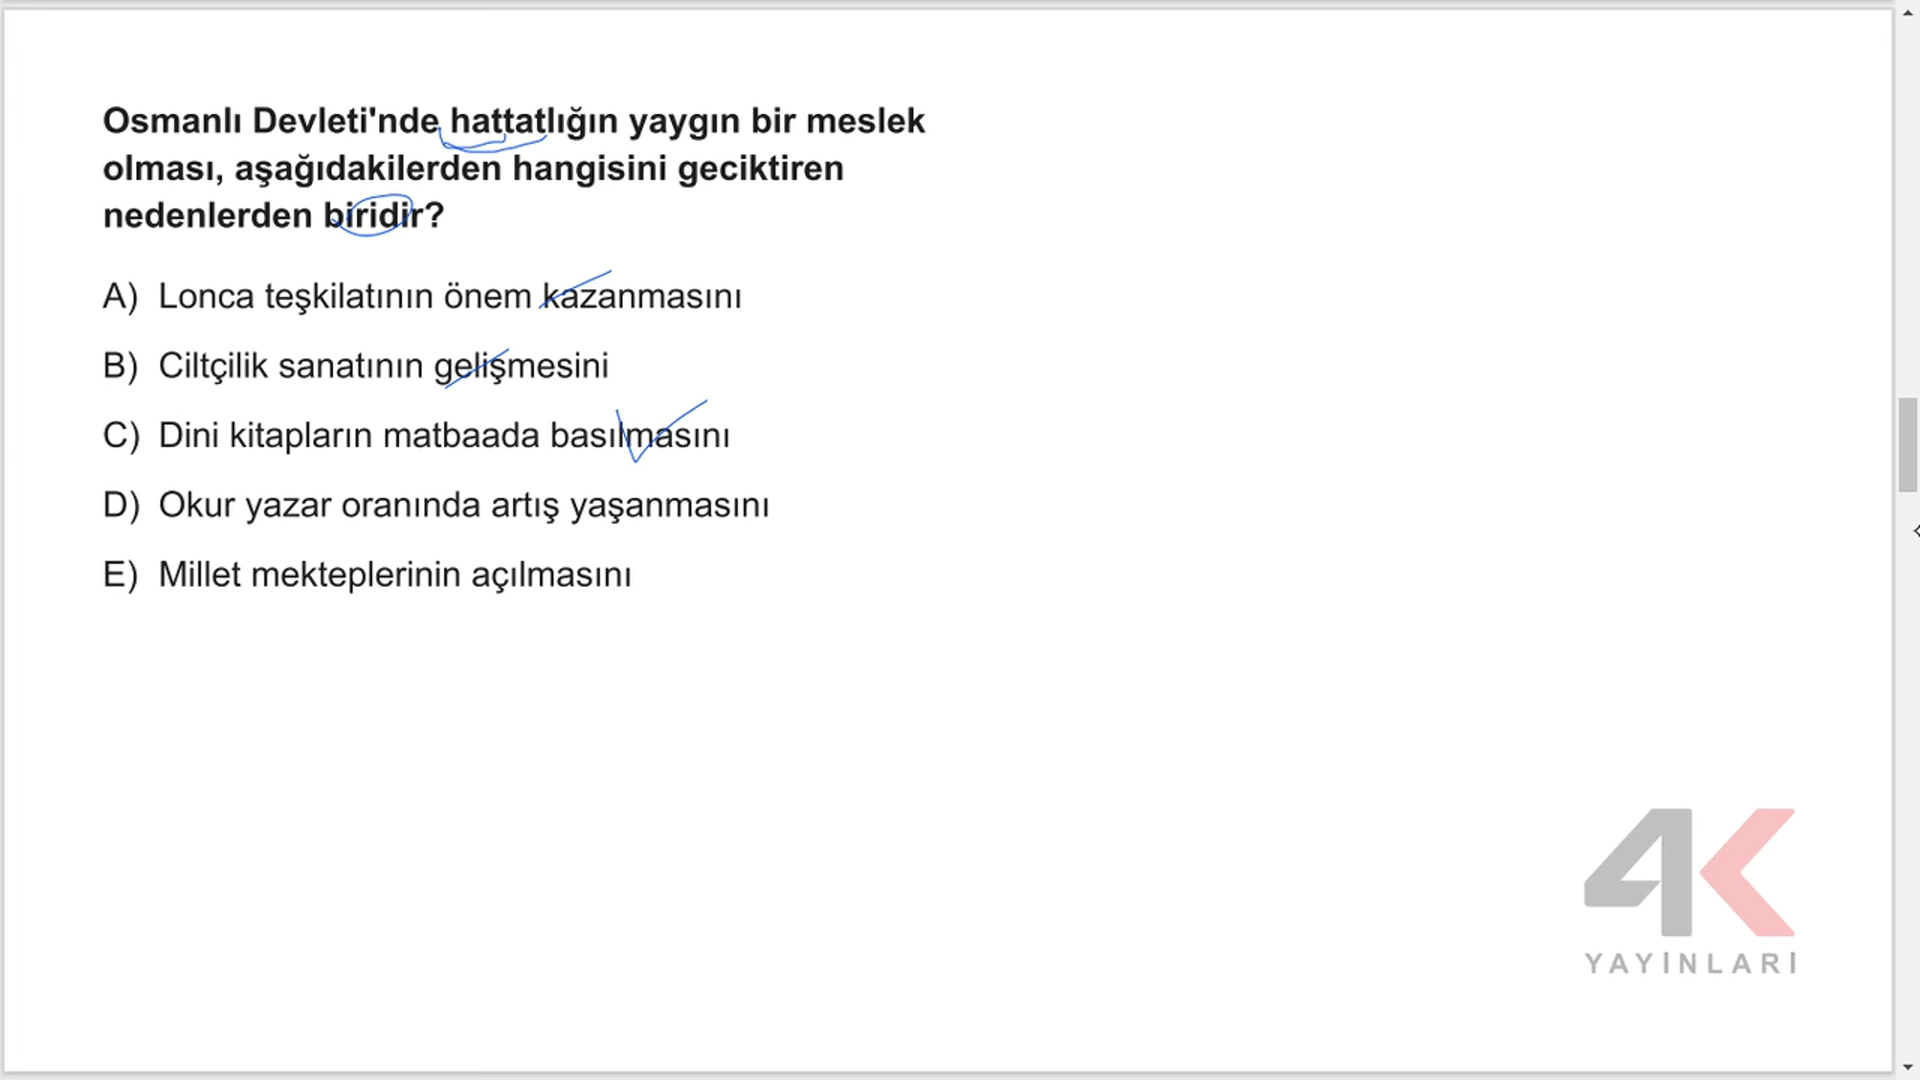 Osmanlı Devleti'nde hattatlığın yaygın bir meslek
olması, aşağıdakilerden hangisini geciktiren
nedenlerden biridir?
A) Lonca teşkilatının önem kazanmasını
B) Ciltçilik sanatının gelişmesini
C) Dini kitapların matbaada basılmasını
D) Okur yazar oranında artış yaşanmasını
E) Millet mekteplerinin açılmasını
4K
YAYINLARI